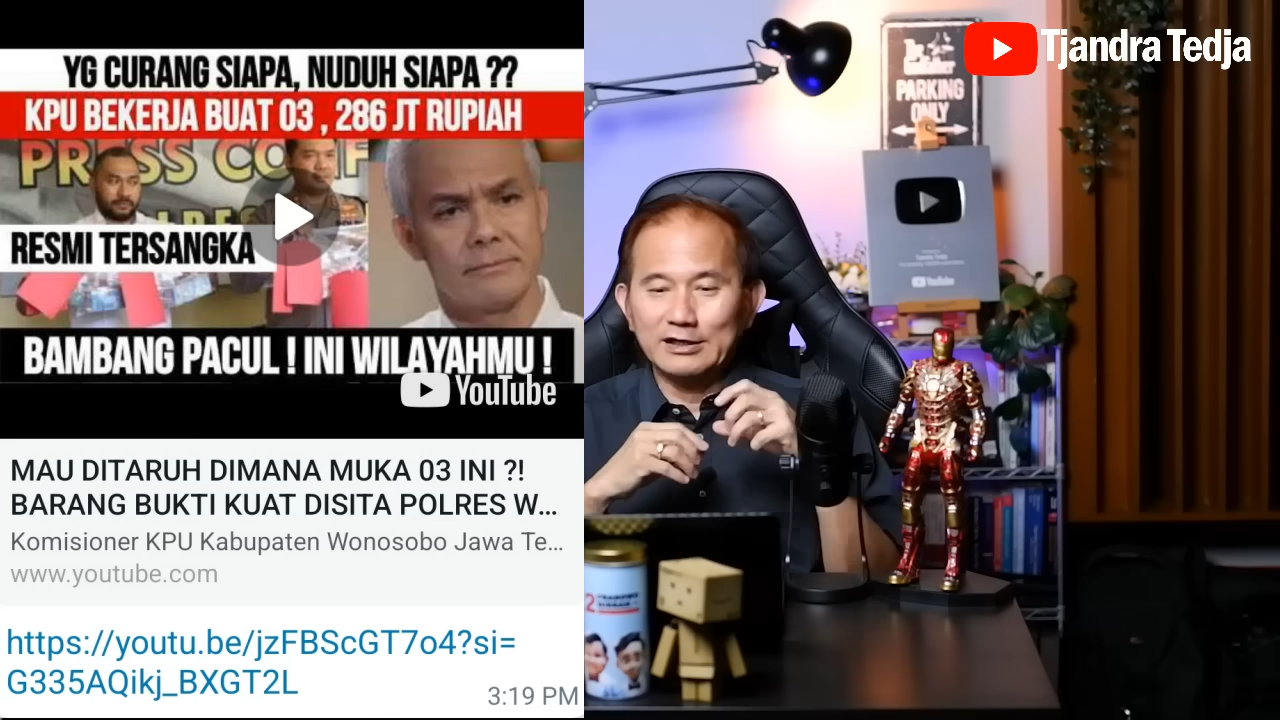 YG CURANG SIAPA, NUDUH SIAPA ??
KPU BEKERJA BUAT 03 , 286 JT RUPIAH
PRESS CONF
RESMI TERSANGKA
BAMBANG PACUL ! INI WILAYAHMU !
YouTube
MAU DITARUH DIMANA MUKA 03 INI ?!
BARANG BUKTI KUAT DISITA POLRES W...
Komisioner KPU Kabupaten Wonosobo Jawa Te...
www.youtube.com
https://youtu.be/jzFBScGT7o4?si=
G335AQikj_BXGT2L
3:19 PM
Tjandra Tedja
PARKING
ONLY
YouTube